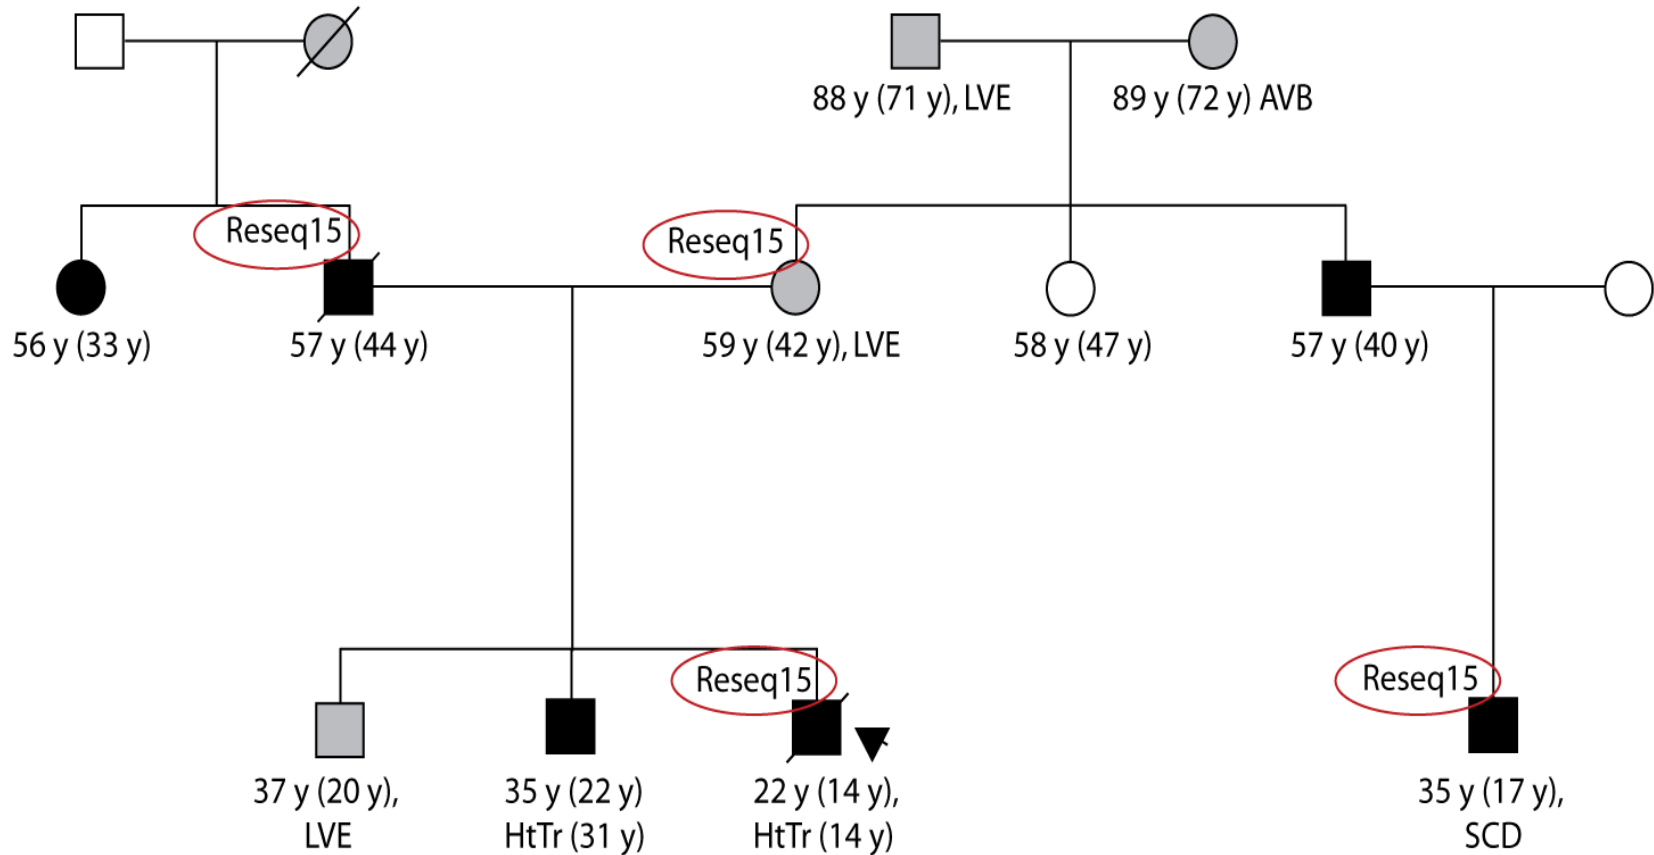 88 y (71 y), LVE
89 y (72 y) AVB
Reseq15
Reseq15
56 y (33 y)
57 y (44 y)
59 y (42 y), LVE
58 y (47 y)
57 y (40 y)
Reseq15
Reseq15
37 y (20 y),
LVE
35 y (22 y)
HtTr (31 y)
22 y (14 y),
HtTr (14 y)
35 y (17 y),
SCD